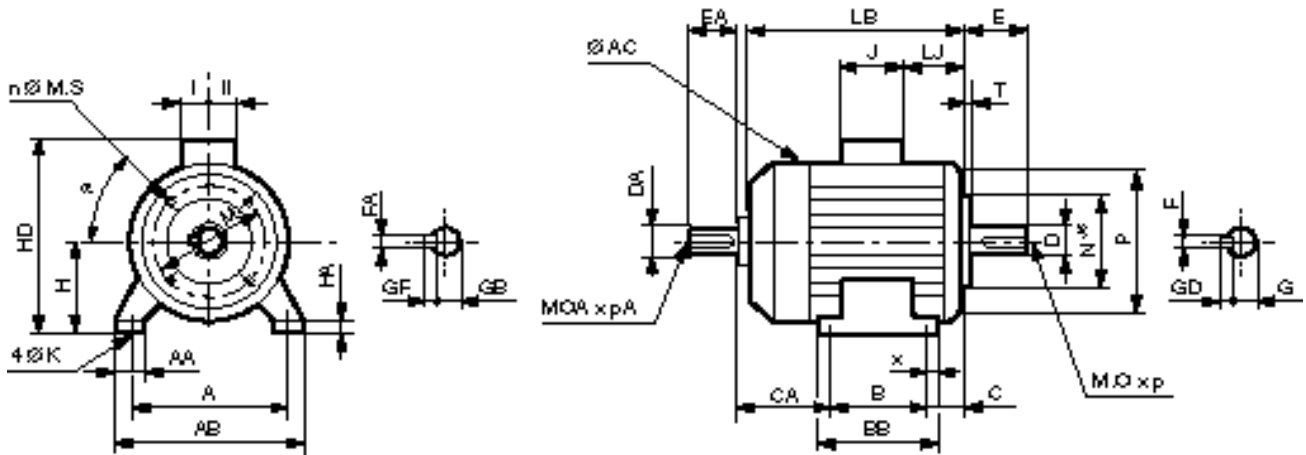 EA
LB
E
Ø AC
J
LJ
I
II
T
n Ø M.S
α
DA
HD
FA
D
N j6
P
F
H
HA
GF
GB
MOA x pA
GD
G
4 Ø K
AA
x
M.O x p
A
CA
B
C
AB
BB